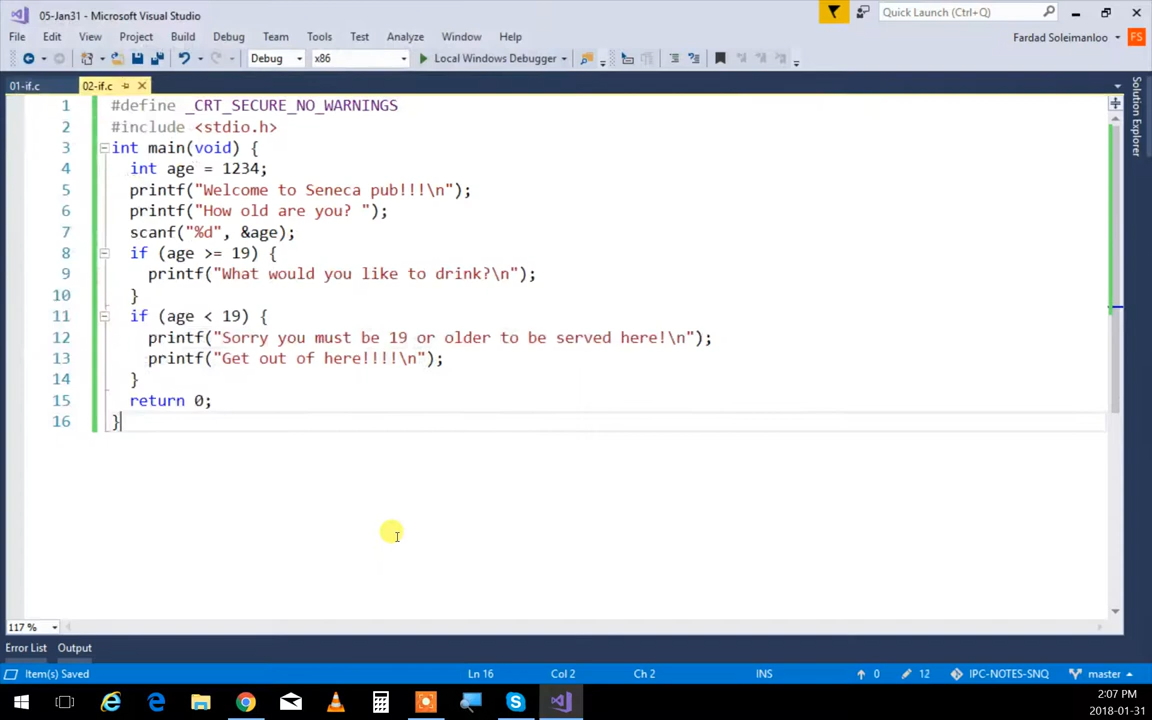 05-Jan31 - Microsoft Visual Studio
Quick Launch (Ctrl+Q)
File Edit View Project Build Debug Team Tools Test Analyze Window Help
Fardad Soleimanloo FS
Debug x86 Local Windows Debugger
01-if.c 02-if.c
Solution Explorer
1 #define _CRT_SECURE_NO_WARNINGS
2 #include <stdio.h>
3 int main(void) {
4 int age = 1234;
5 printf("Welcome to Seneca pub!!!\n");
6 printf("How old are you? ");
7 scanf("%d", &age);
8 if (age >= 19) {
9 printf("What would you like to drink?\n");
10 }
11 if (age < 19) {
12 printf("Sorry you must be 19 or older to be served here!\n");
13 printf("Get out of here!!!!\n");
14 }
15 return 0;
16 }
117 %
Error List Output
Item(s) Saved Ln 16 Col 2 Ch 2 INS 0 12 IPC-NOTES-SNQ master
2:07 PM
2018-01-31